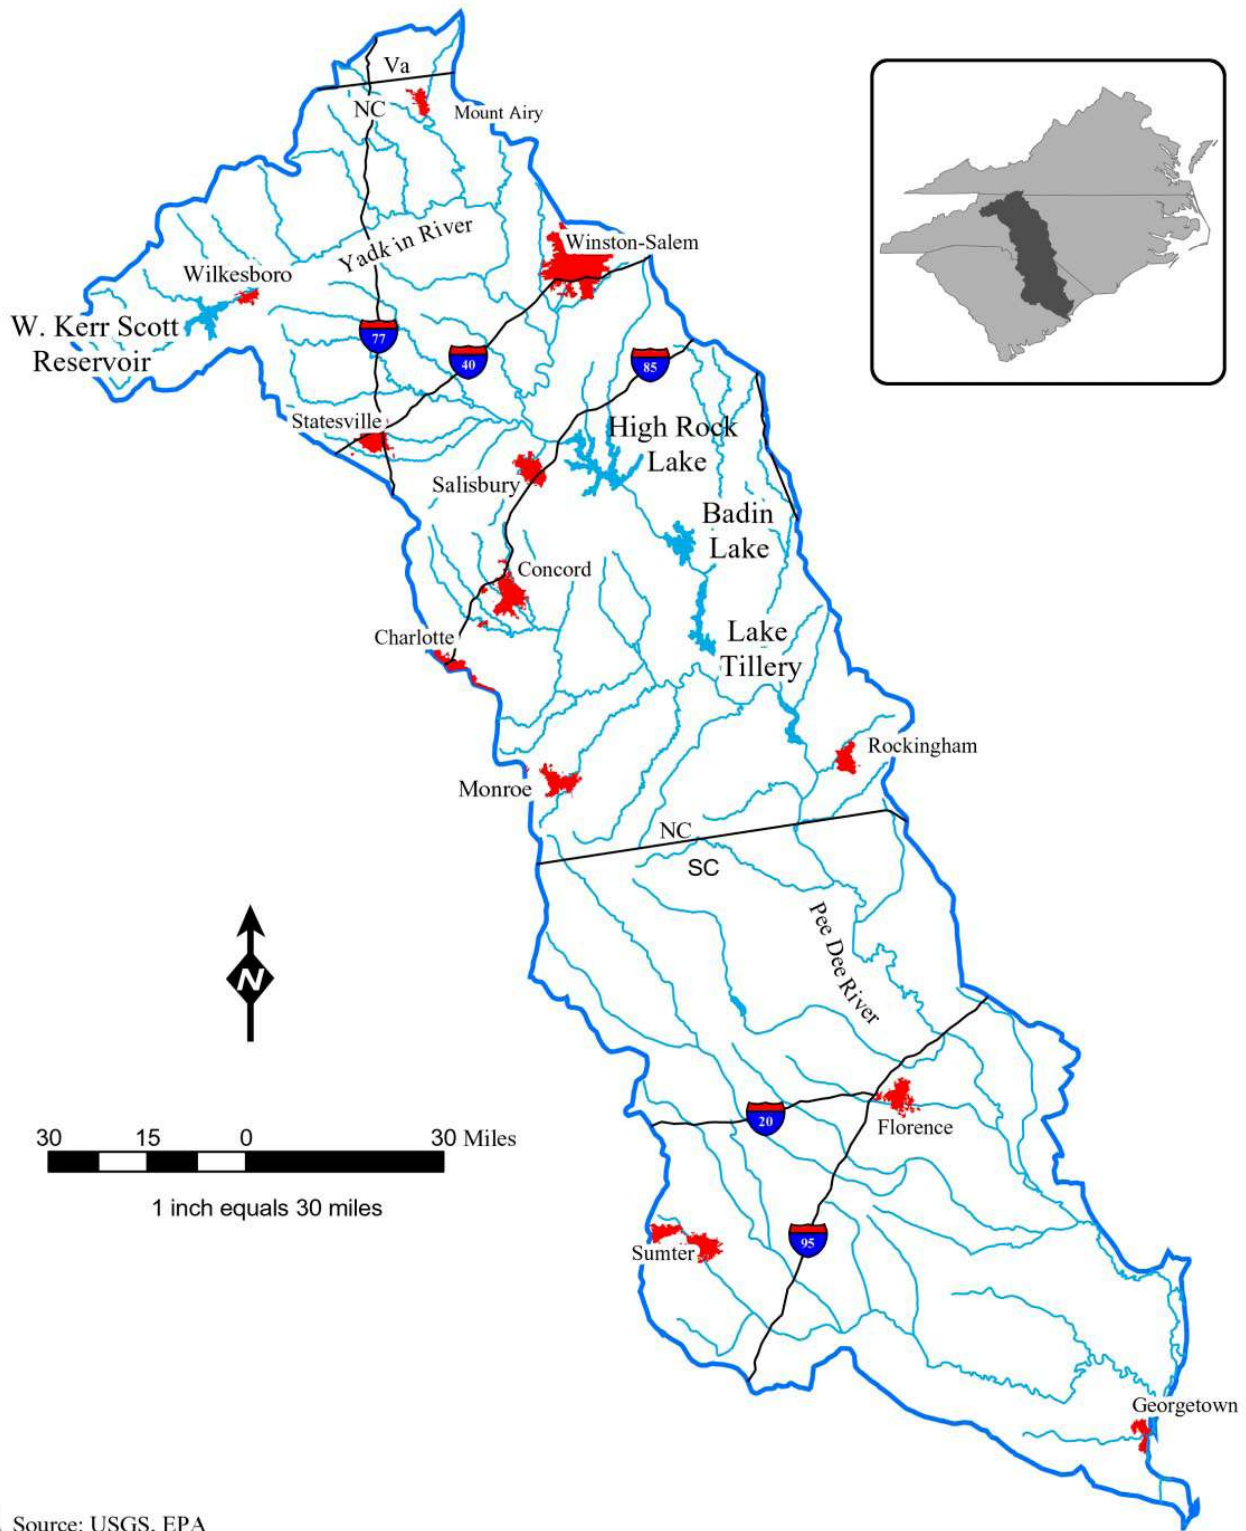 Va
NC
Mount Airy
Yadkin River
Winston-Salem
Wilkesboro
W. Kerr Scott
Reservoir
77
40
85
Statesville
High Rock
Lake
Salisbury
Badin
Lake
Concord
Charlotte
Lake
Tillery
Rockingham
Monroe
NC
SC
Pee Dee River
N
30 15 0 30 Miles
1 inch equals 30 miles
20
Florence
Sumter
95
Georgetown
Source: USGS, EPA